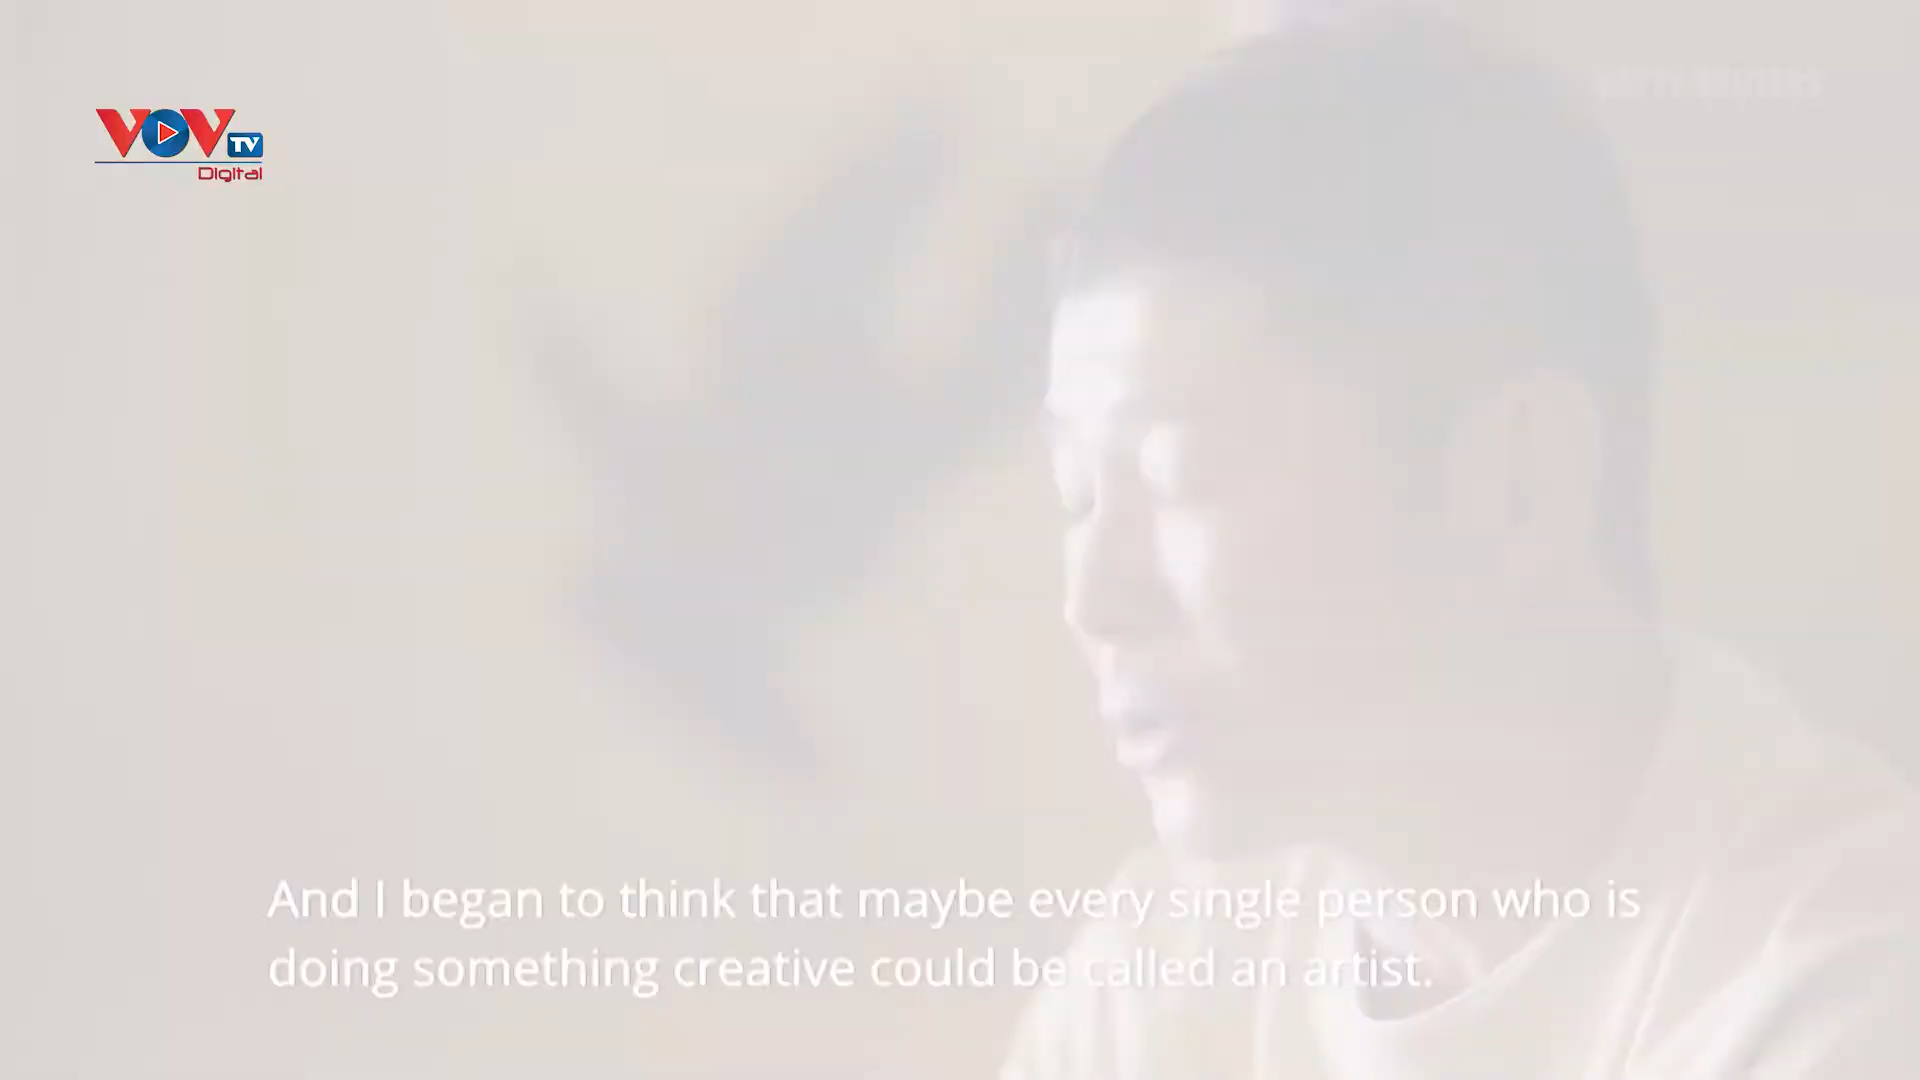 VOV TV
Digital
And I began to think that maybe every single person who is
doing something creative could be called an artist.